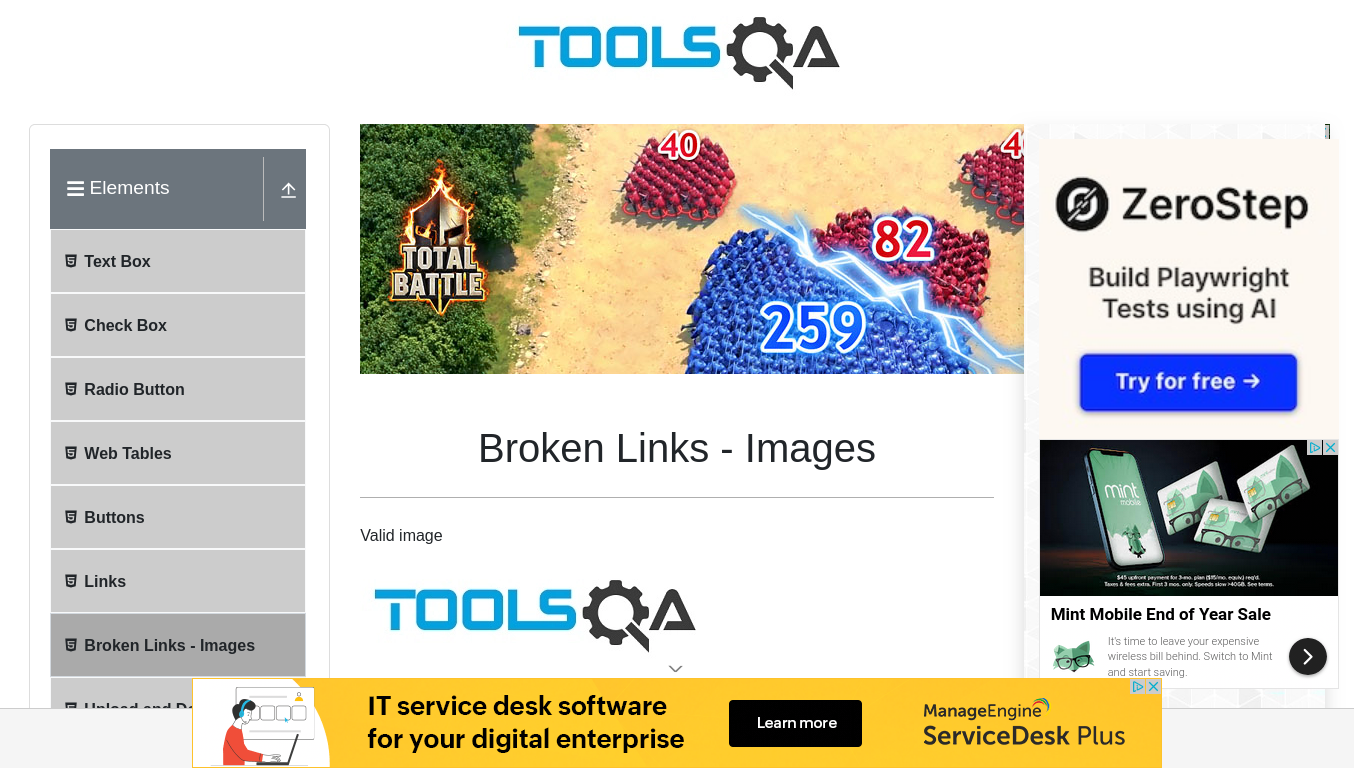 TOOLSQA
Elements
Text Box
Check Box
Radio Button
Web Tables
Buttons
Links
Broken Links - Images
Upload and Do
40
4
82
259
TOTAL
BATTLE
Broken Links - Images
Valid image
TOOLSQA
ZeroStep
Build Playwright
Tests using AI
Try for free →
mint
mobile
$45 upfront payment for 3-mo. plan ($15/mo. equiv.) req'd.
Taxes & fees extra. First 3 mos. only. Speeds slow >40GB. See terms.
Mint Mobile End of Year Sale
It's time to leave your expensive
wireless bill behind. Switch to Mint
and start saving.
IT service desk software
for your digital enterprise
Learn more
ManageEngine
ServiceDesk Plus